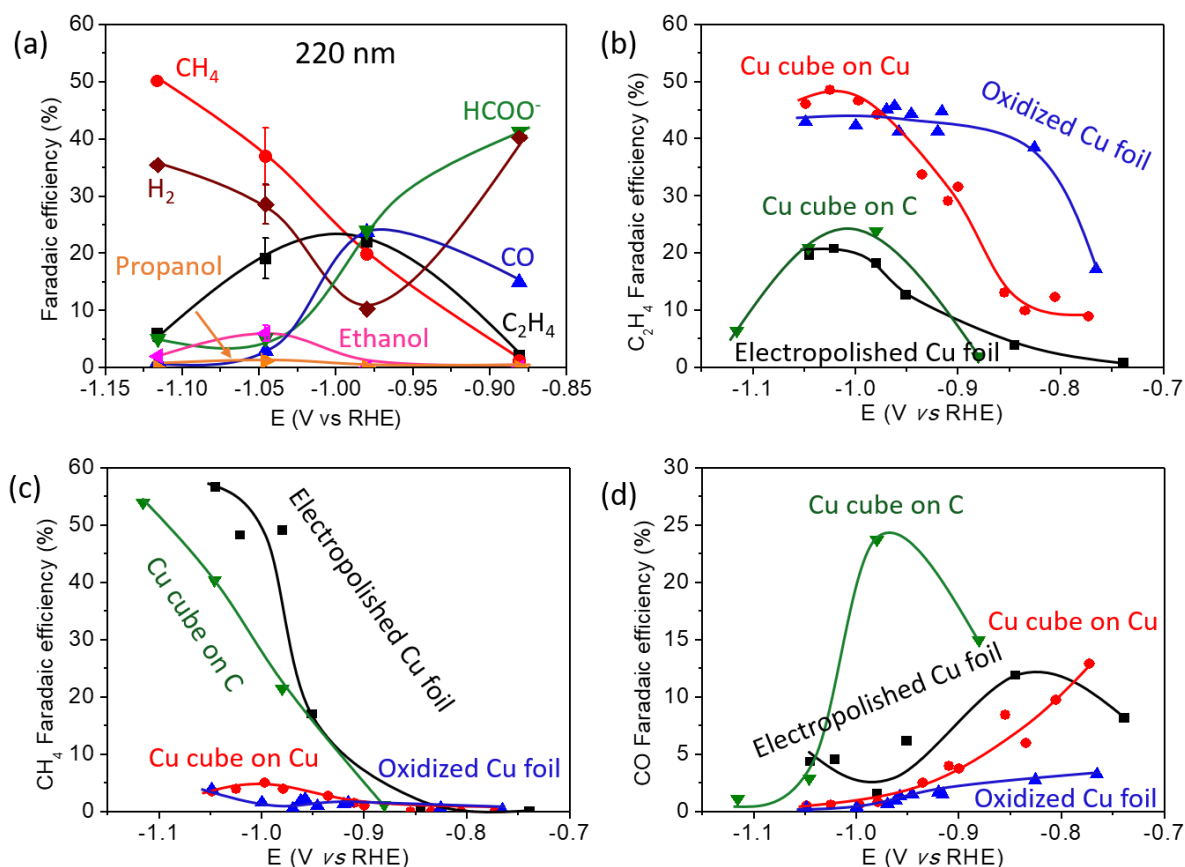 (a)
220 nm
CH₄
HCOO⁻
H₂
Propanol
CO
C₂H₄
Ethanol
Faradaic efficiency (%)
60
50
40
30
20
10
0
-1.15 -1.10 -1.05 -1.00 -0.95 -0.90 -0.85
E (V vs RHE)
(b)
Cu cube on Cu
Oxidized Cu foil
Cu cube on C
Electropolished Cu foil
C₂H₄ Faradaic efficiency (%)
60
50
40
30
20
10
0
-1.1 -1.0 -0.9 -0.8 -0.7
E (V vs RHE)
(c)
Electropolished Cu foil
Cu cube on C
Cu cube on Cu
Oxidized Cu foil
CH₄ Faradaic efficiency (%)
60
50
40
30
20
10
0
-1.1 -1.0 -0.9 -0.8 -0.7
E (V vs RHE)
(d)
Cu cube on C
Cu cube on Cu
Electropolished Cu foil
Oxidized Cu foil
CO Faradaic efficiency (%)
30
25
20
15
10
5
0
-1.1 -1.0 -0.9 -0.8 -0.7
E (V vs RHE)